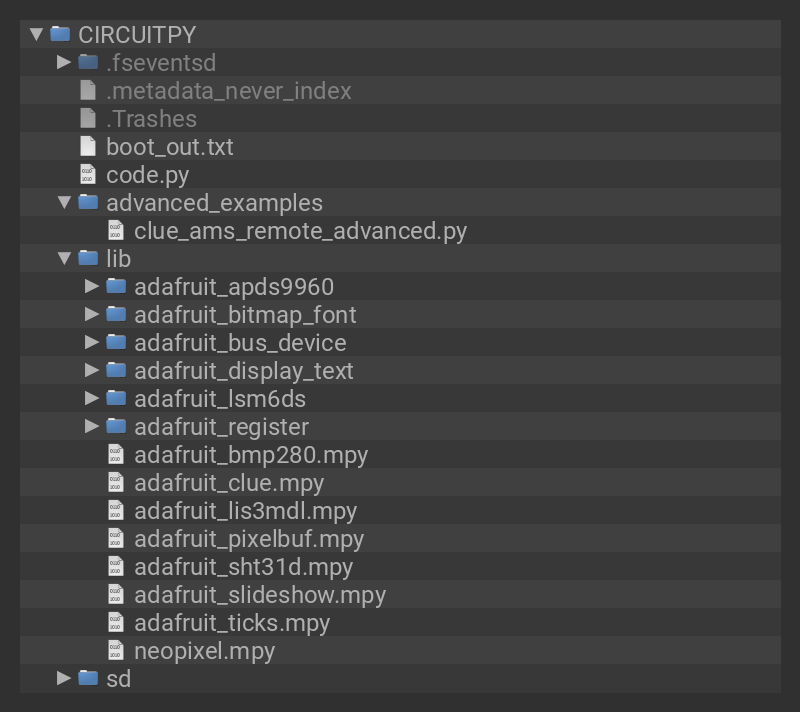 CIRCUITPY
.fseventsd
.metadata_never_index
.Trashes
boot_out.txt
code.py
advanced_examples
clue_ams_remote_advanced.py
lib
adafruit_apds9960
adafruit_bitmap_font
adafruit_bus_device
adafruit_display_text
adafruit_lsm6ds
adafruit_register
adafruit_bmp280.mpy
adafruit_clue.mpy
adafruit_lis3mdl.mpy
adafruit_pixelbuf.mpy
adafruit_sht31d.mpy
adafruit_slideshow.mpy
adafruit_ticks.mpy
neopixel.mpy
sd